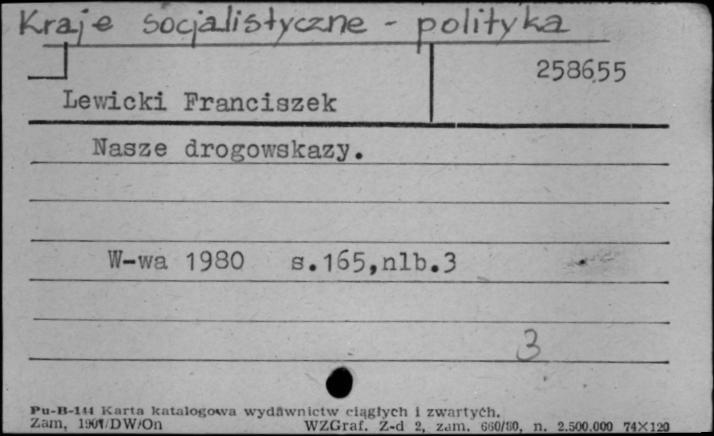 Kraje socjalistyczne - polityka
258655
Lewicki Franciszek
Nasze drogowskazy.
W-wa 1980 s.165,nlb.3
3
Pu-B-144 Karta katalogowa wydawnictw ciągłych i zwartych.
Zam, 1901/DW/On WZGraf. Z-d 2, zam. 660/80, n. 2.500.000 74X120